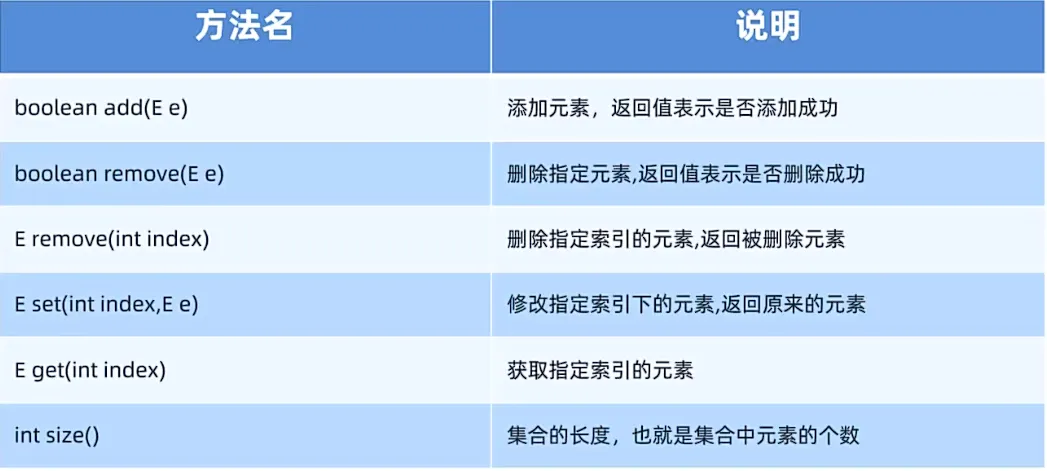 方法名 说明
boolean add(E e) 添加元素，返回值表示是否添加成功
boolean remove(E e) 删除指定元素,返回值表示是否删除成功
E remove(int index) 删除指定索引的元素,返回被删除元素
E set(int index,E e) 修改指定索引下的元素,返回原来的元素
E get(int index) 获取指定索引的元素
int size() 集合的长度，也就是集合中元素的个数